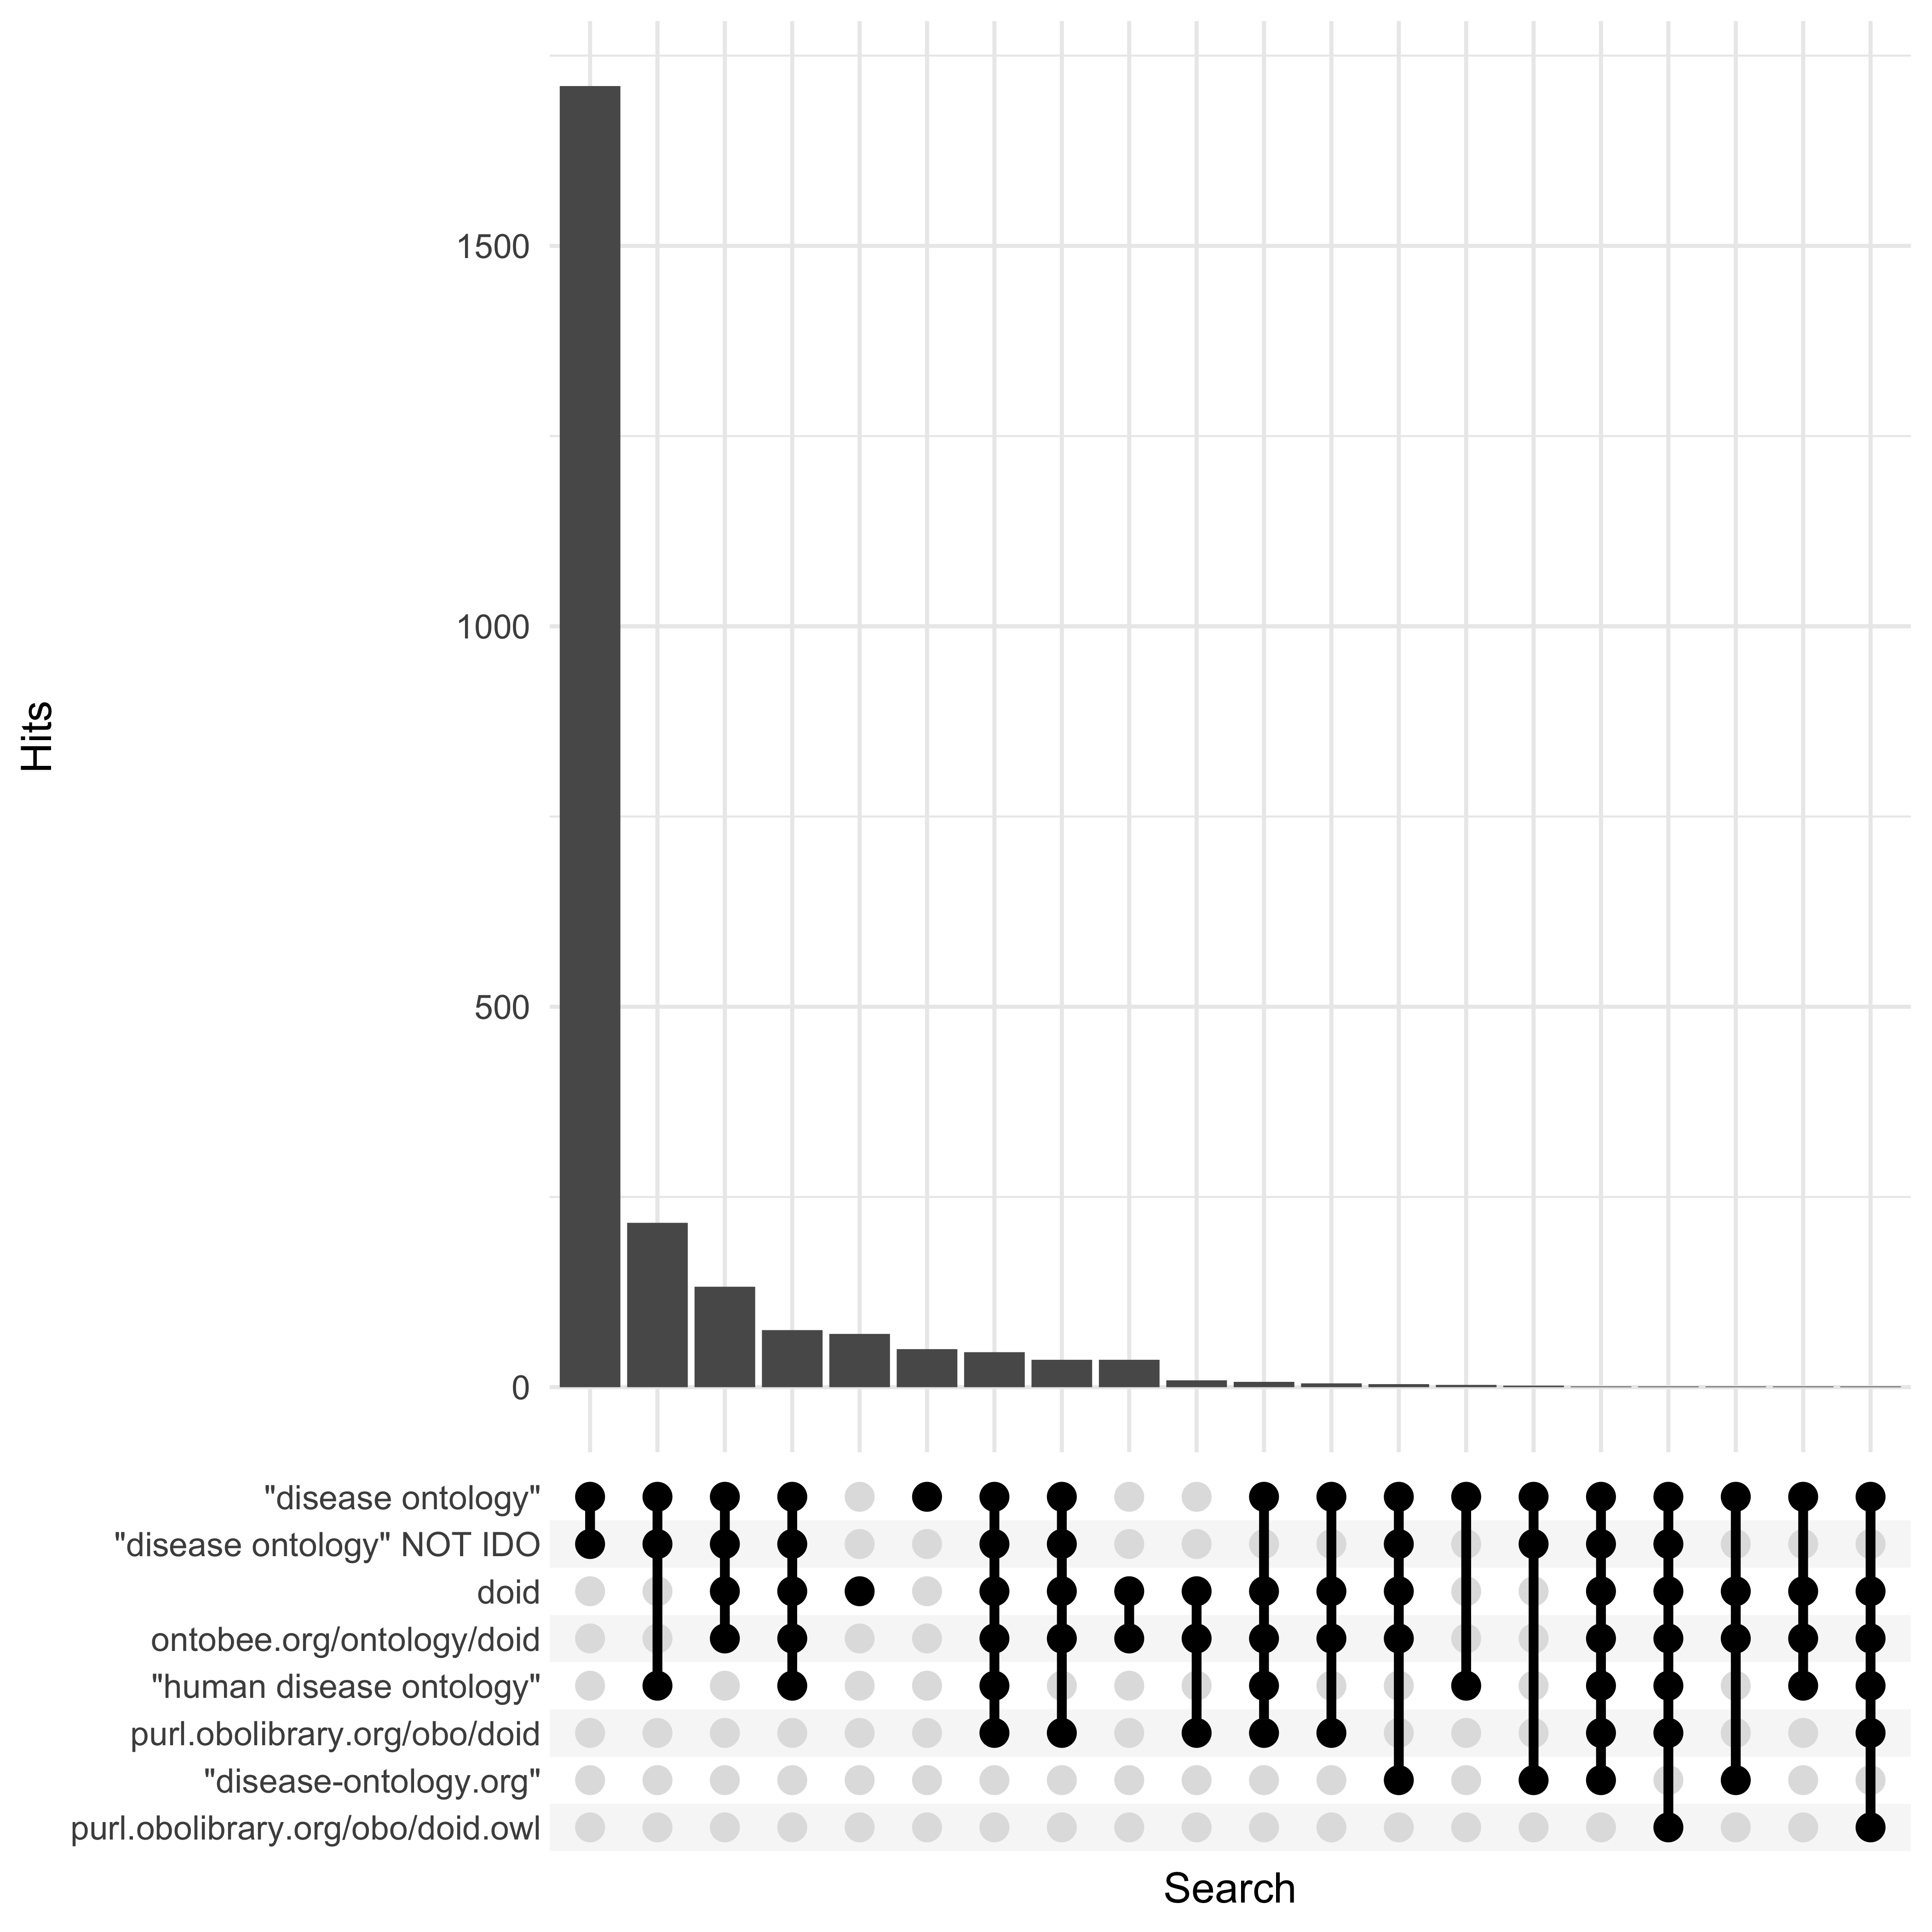 Hits
1500
1000
500
0
"disease ontology"
"disease ontology" NOT IDO
doid
ontobee.org/ontology/doid
"human disease ontology"
purl.obolibrary.org/obo/doid
"disease-ontology.org"
purl.obolibrary.org/obo/doid.owl
Search